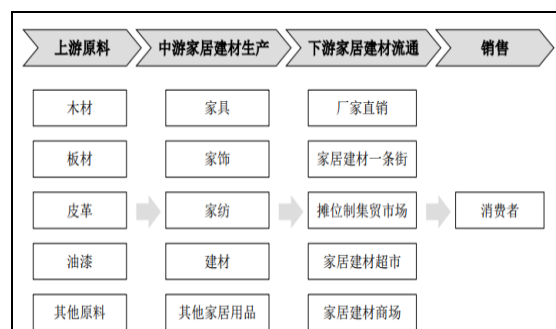 上游原料 中游家居建材生产 下游家居建材流通 销售
木材 家具 厂家直销
板材 家饰 家居建材一条街
皮革 家纺 摊位制集贸市场 消费者
油漆 建材 家居建材超市
其他原料 其他家居用品 家居建材商场